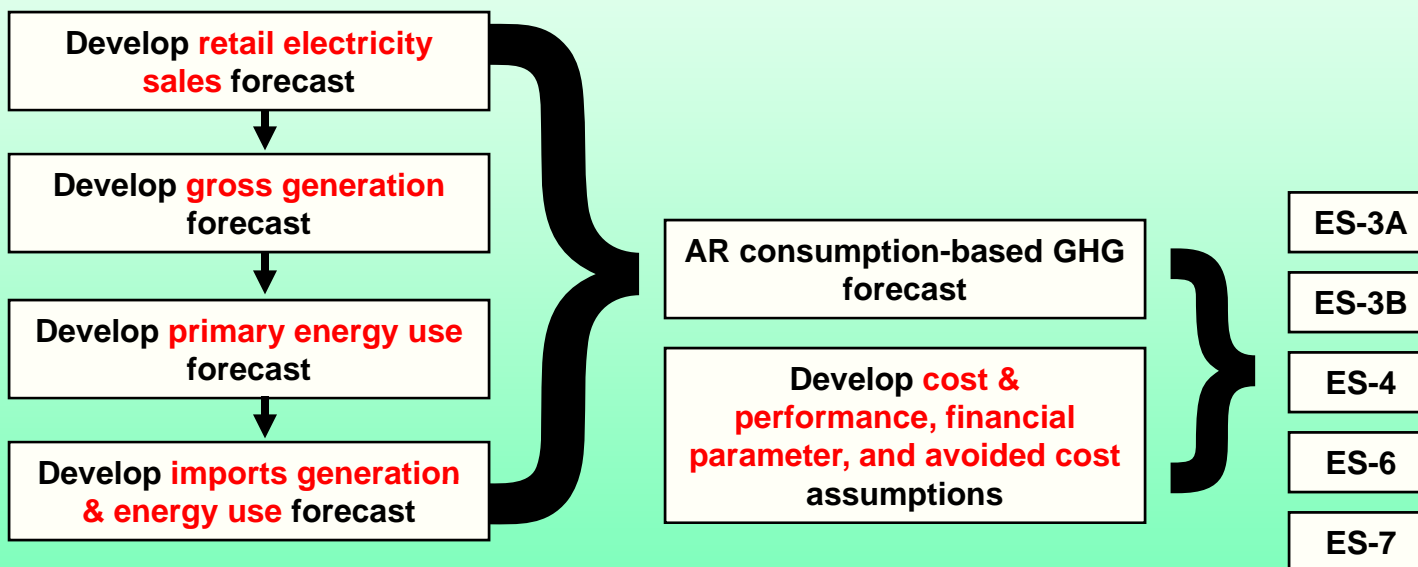 Develop retail electricity
sales forecast
Develop gross generation
forecast
Develop primary energy use
forecast
Develop imports generation
& energy use forecast
AR consumption-based GHG
forecast
Develop cost &
performance, financial
parameter, and avoided cost
assumptions
ES-3A
ES-3B
ES-4
ES-6
ES-7